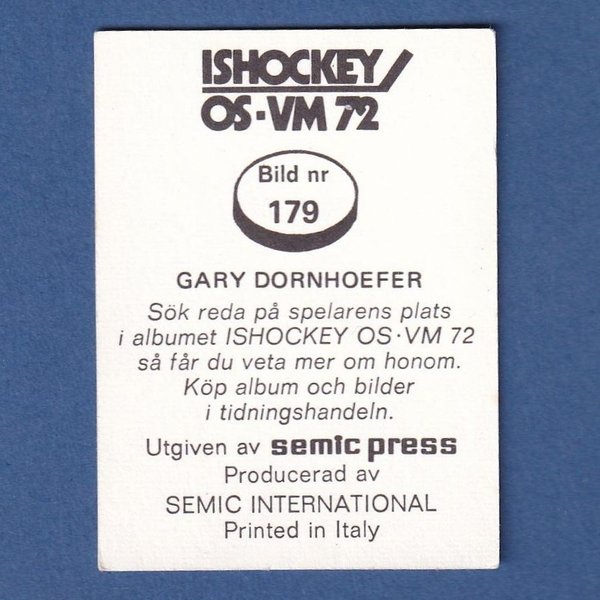 ISHOCKEY
OS·VM 72
Bild nr
179
GARY DORNHOEFER
Sök reda på spelarens plats
i albumet ISHOCKEY OS·VM 72
så får du veta mer om honom.
Köp album och bilder
i tidningshandeln.
Utgiven av semic press
Producerad av
SEMIC INTERNATIONAL
Printed in Italy